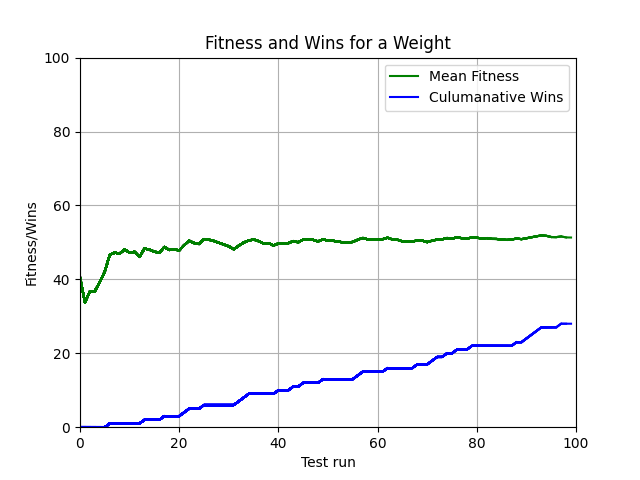 Fitness and Wins for a Weight
Mean Fitness
Culumanative Wins
Fitness/Wins
100
80
60
40
20
0
0 20 40 60 80 100
Test run